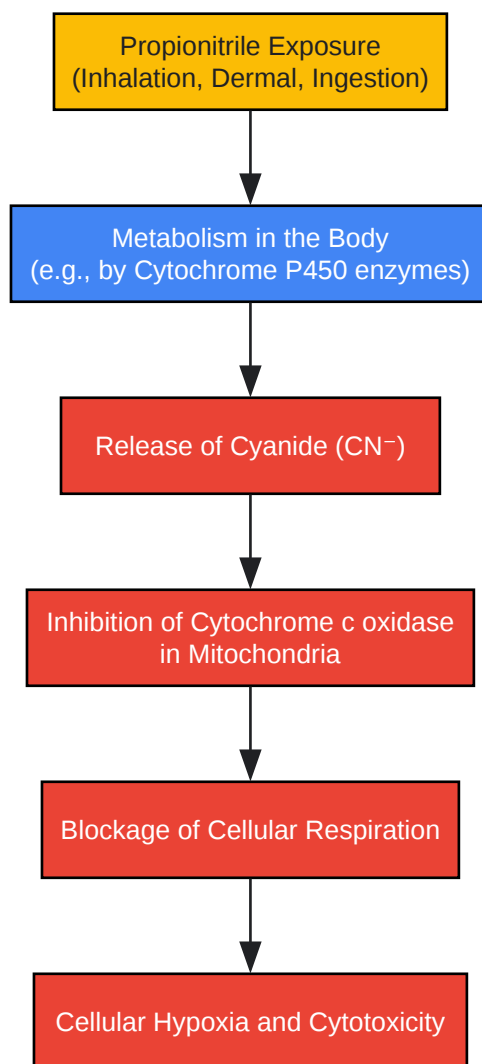 Propionitrile Exposure
(Inhalation, Dermal, Ingestion)
Metabolism in the Body
(e.g., by Cytochrome P450 enzymes)
Release of Cyanide (CN⁻)
Inhibition of Cytochrome c oxidase
in Mitochondria
Blockage of Cellular Respiration
Cellular Hypoxia and Cytotoxicity